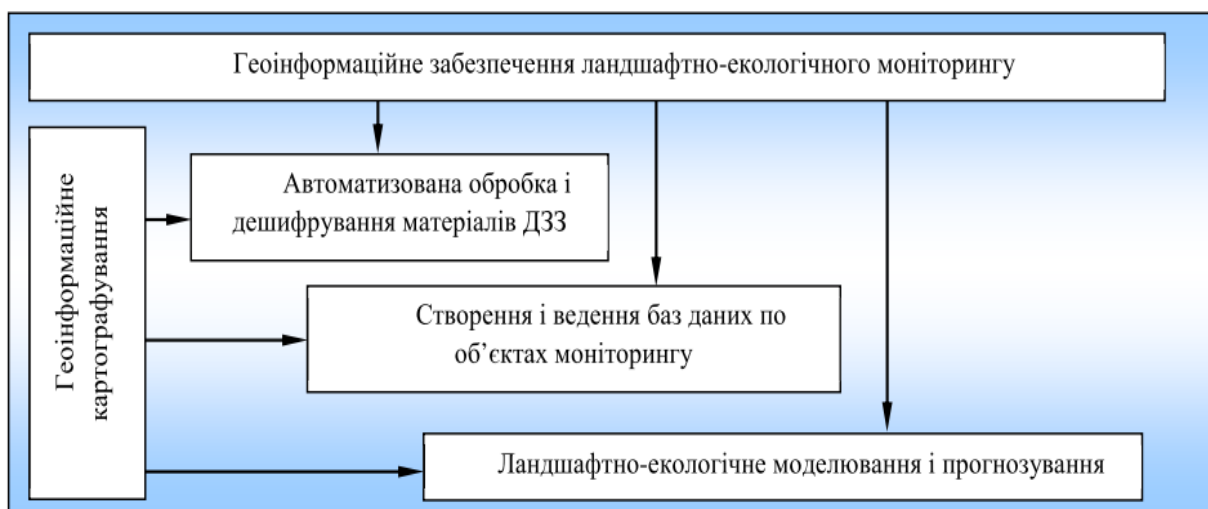 Геоінформаційне забезпечення ландшафтно-екологічного моніторингу
Геоінформаційне
картографування
Автоматизована обробка і
дешифрування матеріалів ДЗЗ
Створення і ведення баз даних по
об’єктах моніторингу
Ландшафтно-екологічне моделювання і прогнозування